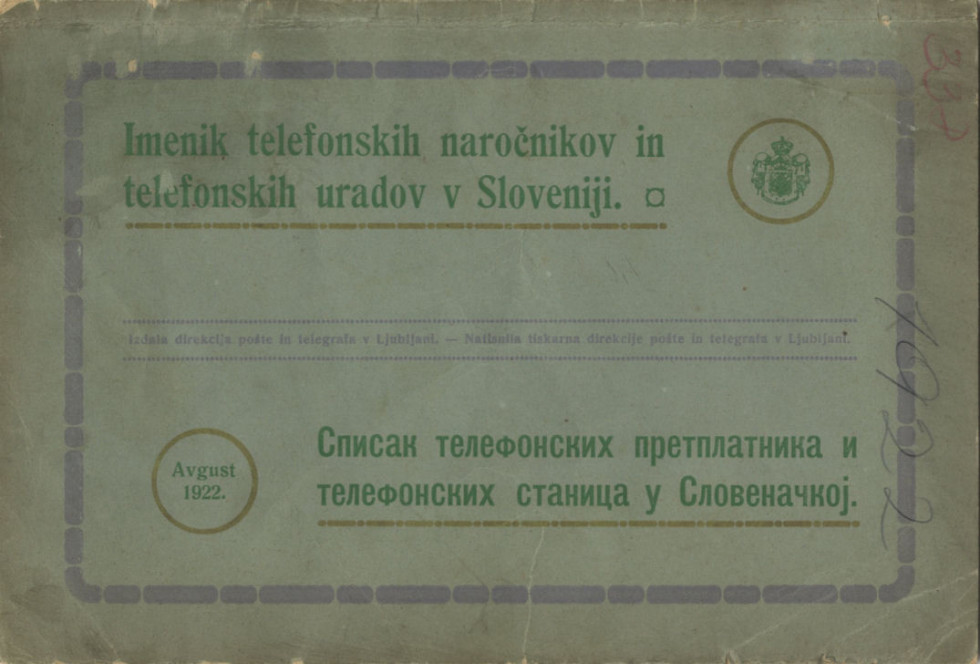 Imenik telefonskih naročnikov in
telefonskih uradov v Sloveniji. ¤
Izdala direkcija pošte in telegrafa v Ljubljani. — Natisnila tiskarna direkcije pošte in telegrafa v Ljubljani.
Avgust
1922.
Списак телефонских претплатника и
телефонских станица у Словеначкој.